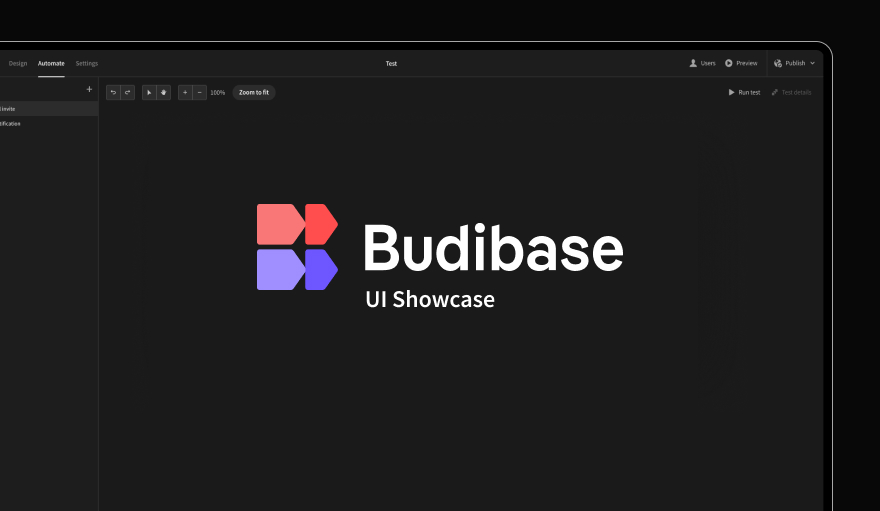 Design Automate Settings Test Users Preview Publish
100% Zoom to fit Run test Test details
invite
Budibase
UI Showcase